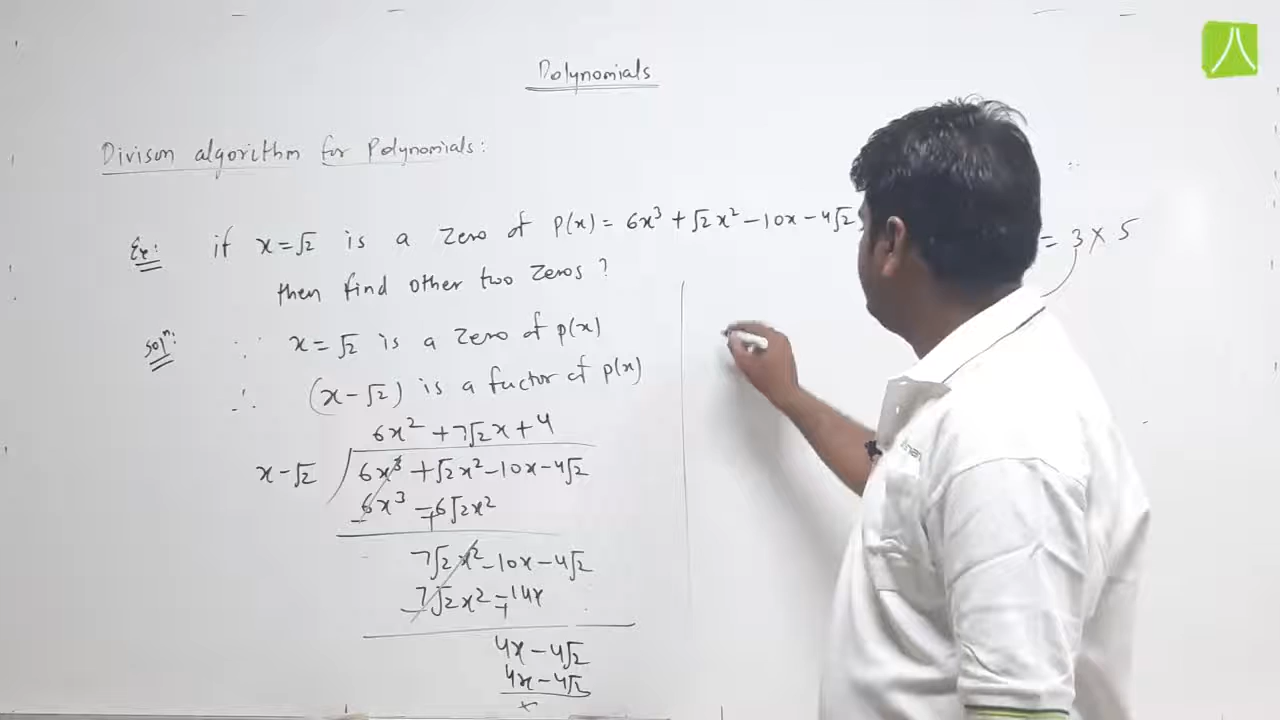 Polynomials
Divison algorithm for Polynomials:
Ex: if x=√2 is a zero of P(x) = 6x³ + √2x² – 10x – 4√2
then find other two zeros?
= 3 × 5
Solⁿ: ∵ x=√2 is a zero of p(x)
∴ (x–√2) is a factor of p(x)
6x² + 7√2x + 4
x–√2 6x³ + √2x² – 10x – 4√2
6x³ – 6√2x²
– +
7√2x² – 10x – 4√2
7√2x² – 14x
– +
4x – 4√2
4x – 4√2
×